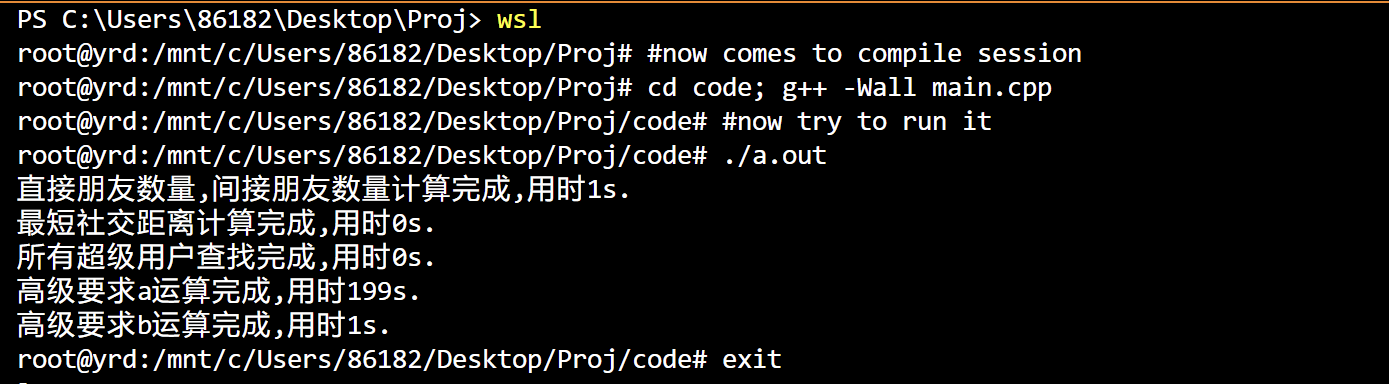 PS C:\Users\86182\Desktop\Proj> wsl
root@yrd:/mnt/c/Users/86182/Desktop/Proj# #now comes to compile session
root@yrd:/mnt/c/Users/86182/Desktop/Proj# cd code; g++ -Wall main.cpp
root@yrd:/mnt/c/Users/86182/Desktop/Proj/code# #now try to run it
root@yrd:/mnt/c/Users/86182/Desktop/Proj/code# ./a.out
直接朋友数量,间接朋友数量计算完成,用时1s.
最短社交距离计算完成,用时0s.
所有超级用户查找完成,用时0s.
高级要求a运算完成,用时199s.
高级要求b运算完成,用时1s.
root@yrd:/mnt/c/Users/86182/Desktop/Proj/code# exit